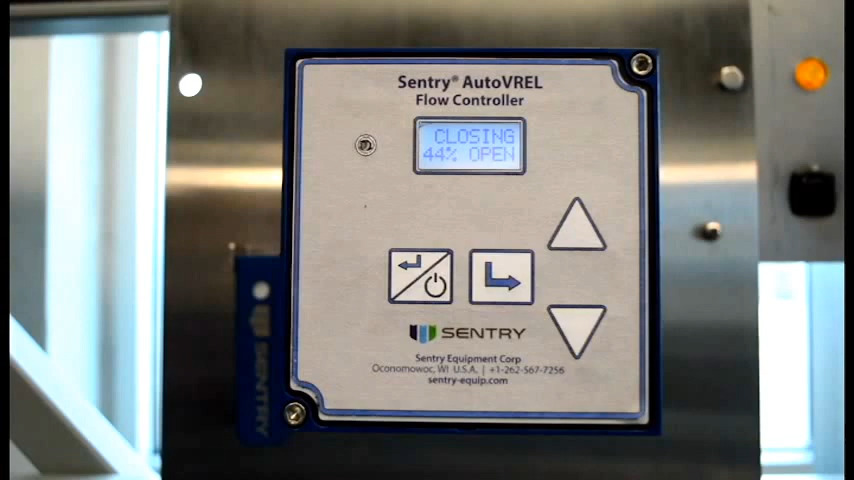 Sentry® AutoVREL
Flow Controller
CLOSING
44% OPEN
SENTRY
Sentry Equipment Corp
Oconomowoc, WI U.S.A. | +1-262-567-7256
sentry-equip.com
SENTRY